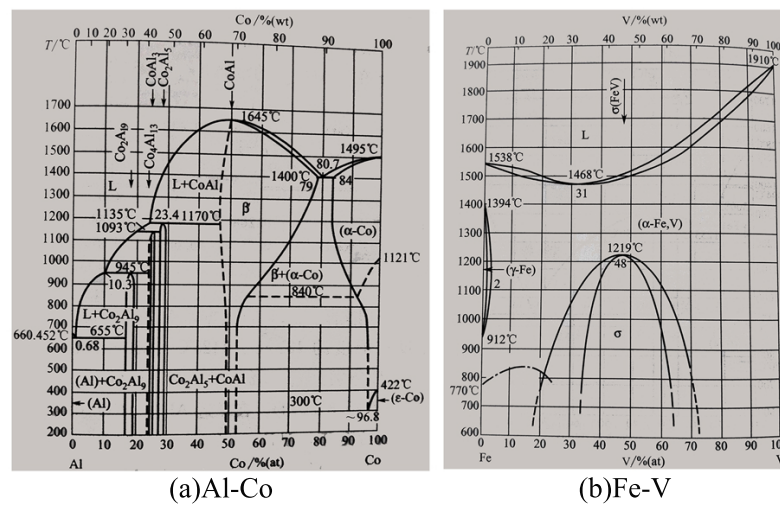 Co/%(wt)
0 10 20 30 40 50 60 70 80 90 100
T/℃
CoAl₃
Co₂Al₅
CoAl
1700
1600
1500
1400
1300
1200
1100
1000
900
800
700
600
500
400
300
200
Co₂Al₉
Co₄Al₁₃
1645℃
1495℃
80.7
L
L+CoAl
1400℃
79
84
1135℃
23.4
1170℃
β
1093℃
(α-Co)
1121℃
945℃
10.3
β+(α-Co)
840℃
L+Co₂Al₉
660.452℃
655℃
0.68
(Al)+Co₂Al₉
Co₂Al₅+CoAl
422℃
(Al)
300℃
(ε-Co)
~96.8
0 10 20 30 40 50 60 70 80 90 100
Al
Co/%(at)
Co
(a)Al-Co
V/%(wt)
0 10 20 30 40 50 60 70 80 90 100
T/℃
1900
1800
1700
1600
1500
1400
1300
1200
1100
1000
900
800
700
600
1910℃
σ(FeV)
L
1538℃
1468℃
31
1394℃
(α-Fe,V)
1219℃
48
(γ-Fe)
2
σ
912℃
770℃
0 10 20 30 40 50 60 70 80 90 100
Fe
V/%(at)
V
(b)Fe-V